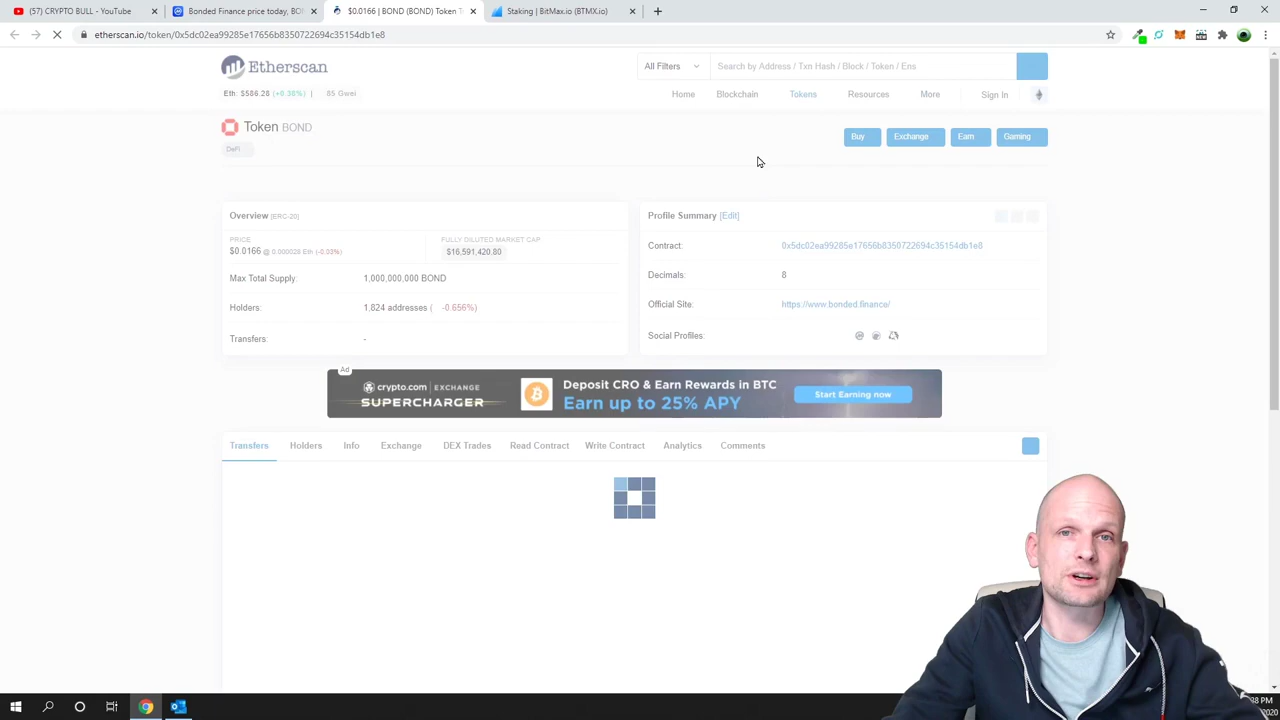 (57) CRYPTO BULL - YouTube
Bonded Finance price today, BON
$0.0166 | BOND (BOND) Token T
Staking | BitMax.io (BTMX.io)
etherscan.io/token/0x5dc02ea99285e17656b8350722694c35154db1e8
Etherscan
All Filters
Search by Address / Txn Hash / Block / Token / Ens
Eth: $586.28 (+0.36%) | 85 Gwei
Home Blockchain Tokens Resources More Sign In
Token BOND
Buy Exchange Earn Gaming
DeFi
Overview [ERC-20]
PRICE
$0.0166 @ 0.000028 Eth (-0.03%)
FULLY DILUTED MARKET CAP
$16,591,420.80
Max Total Supply: 1,000,000,000 BOND
Holders: 1,824 addresses ( -0.656%)
Transfers: -
Profile Summary [Edit]
Contract: 0x5dc02ea99285e17656b8350722694c35154db1e8
Decimals: 8
Official Site: https://www.bonded.finance/
Social Profiles:
Ad
crypto.com | EXCHANGE
SUPERCHARGER
Deposit CRO & Earn Rewards in BTC
Earn up to 25% APY
Start Earning now
Transfers Holders Info Exchange DEX Trades Read Contract Write Contract Analytics Comments